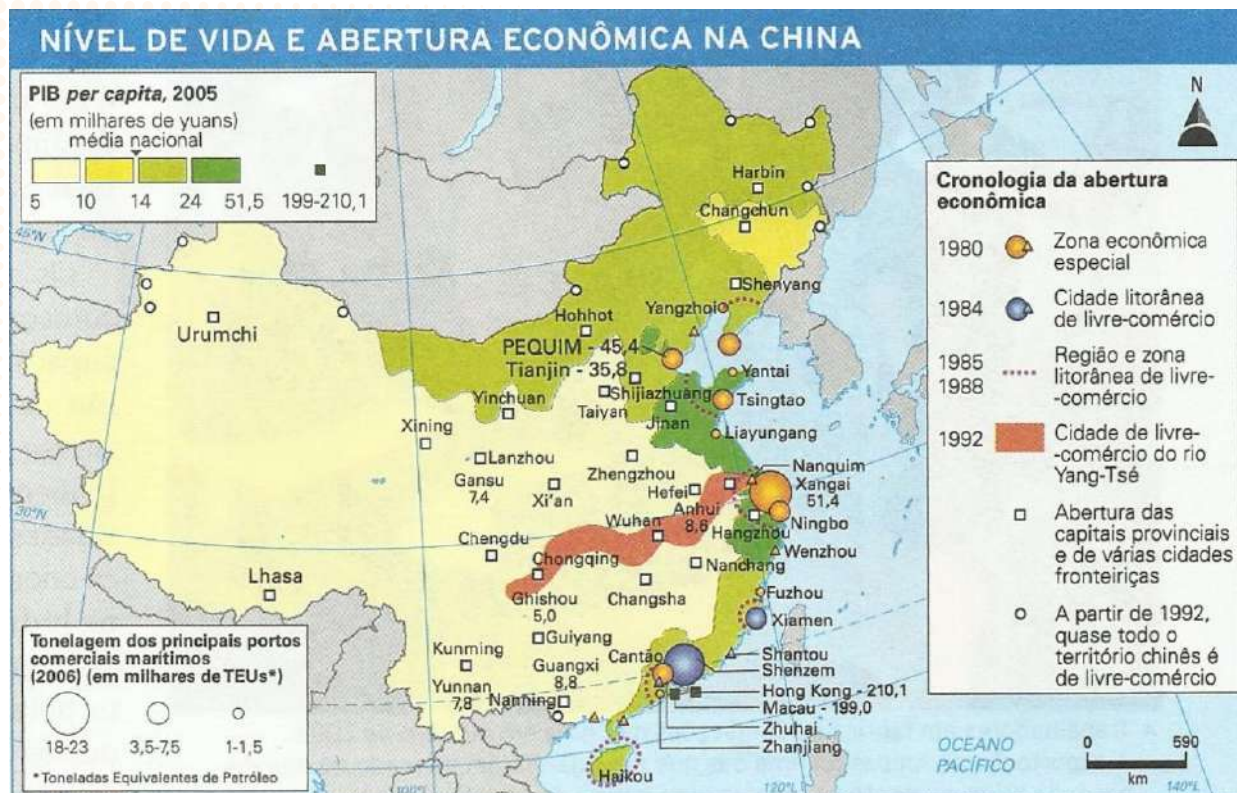 NÍVEL DE VIDA E ABERTURA ECONÔMICA NA CHINA
PIB per capita, 2005
(em milhares de yuans)
média nacional
5 10 14 24 51,5 199-210,1
N
Cronologia da abertura
econômica
1980 Zona econômica
especial
1984 Cidade litorânea
de livre-comércio
1985 Região e zona
1988 litorânea de livre-
-comércio
1992 Cidade de livre-
-comércio do rio
Yang-Tsé
Abertura das
capitais provinciais
e de várias cidades
fronteiriças
A partir de 1992,
quase todo o
território chinês é
de livre-comércio
45°N
30°N
Harbin
Changchun
Shenyang
Yangzhoi
Urumchi
Hohhot
PEQUIM - 45,4
Tianjin - 35,8
Yantai
Shijiazhuang
Tsingtao
Yinchuan
Taiyan
Jinan
Xining
Liayungang
Lanzhou
Zhengzhou
Nanquim
Gansu
7,4
Xi'an
Hefei
Xangai
51,4
Anhui
8,6
Wuhan
Ningbo
Hangzhou
Chengdu
Chongqing
Wenzhou
Nanchang
Lhasa
Ghishou
5,0
Changsha
Fuzhou
Xiamen
Guiyang
Kunming
Guangxi
8,8
Cantão
Shantou
Shenzem
Yunnan
7,8
Nanning
Hong Kong - 210,1
Macau - 199,0
Zhuhai
Zhanjiang
Haikou
Tonelagem dos principais portos
comerciais marítimos
(2006) (em milhares de TEUs*)
18-23 3,5-7,5 1-1,5
* Toneladas Equivalentes de Petróleo
OCEANO
PACÍFICO
0 590
km
100°E
120°E
140°L